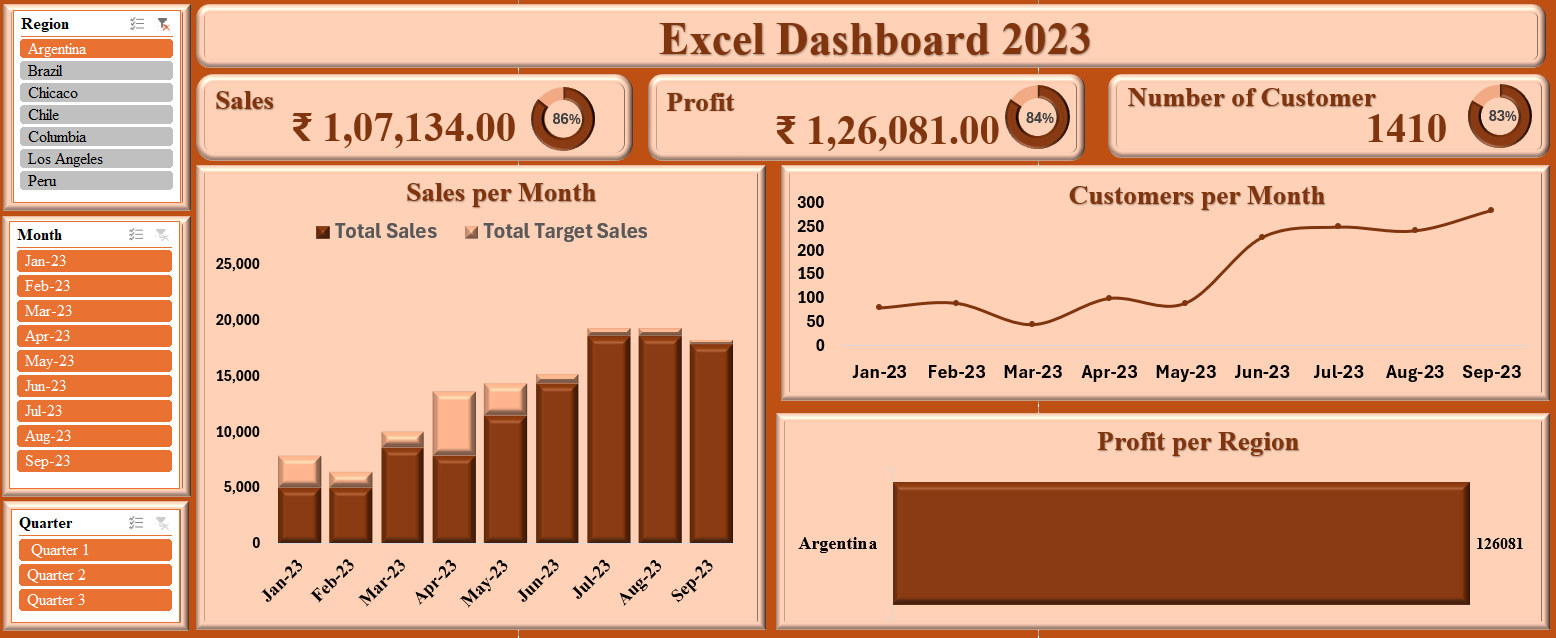 Region
Argentina
Brazil
Chicaco
Chile
Columbia
Los Angeles
Peru
Month
Jan-23
Feb-23
Mar-23
Apr-23
May-23
Jun-23
Jul-23
Aug-23
Sep-23
Quarter
Quarter 1
Quarter 2
Quarter 3
Excel Dashboard 2023
Sales
₹ 1,07,134.00
86%
Profit
₹ 1,26,081.00
84%
Number of Customer
1410
83%
Sales per Month
Total Sales Total Target Sales
25,000
20,000
15,000
10,000
5,000
0
Jan-23 Feb-23 Mar-23 Apr-23 May-23 Jun-23 Jul-23 Aug-23 Sep-23
Customers per Month
300
250
200
150
100
50
0
Jan-23 Feb-23 Mar-23 Apr-23 May-23 Jun-23 Jul-23 Aug-23 Sep-23
Profit per Region
Argentina 126081